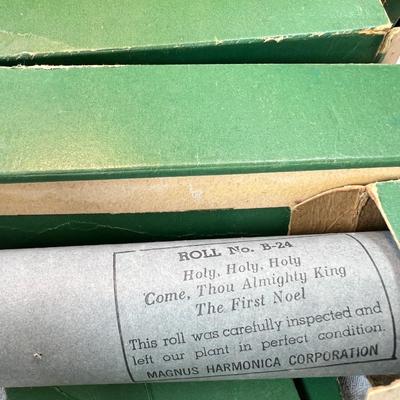 ROLL No. B-24
Holy, Holy, Holy
Come, Thou Almighty King
The First Noel
This roll was carefully inspected and
left our plant in perfect condition.
MAGNUS HARMONICA CORPORATION